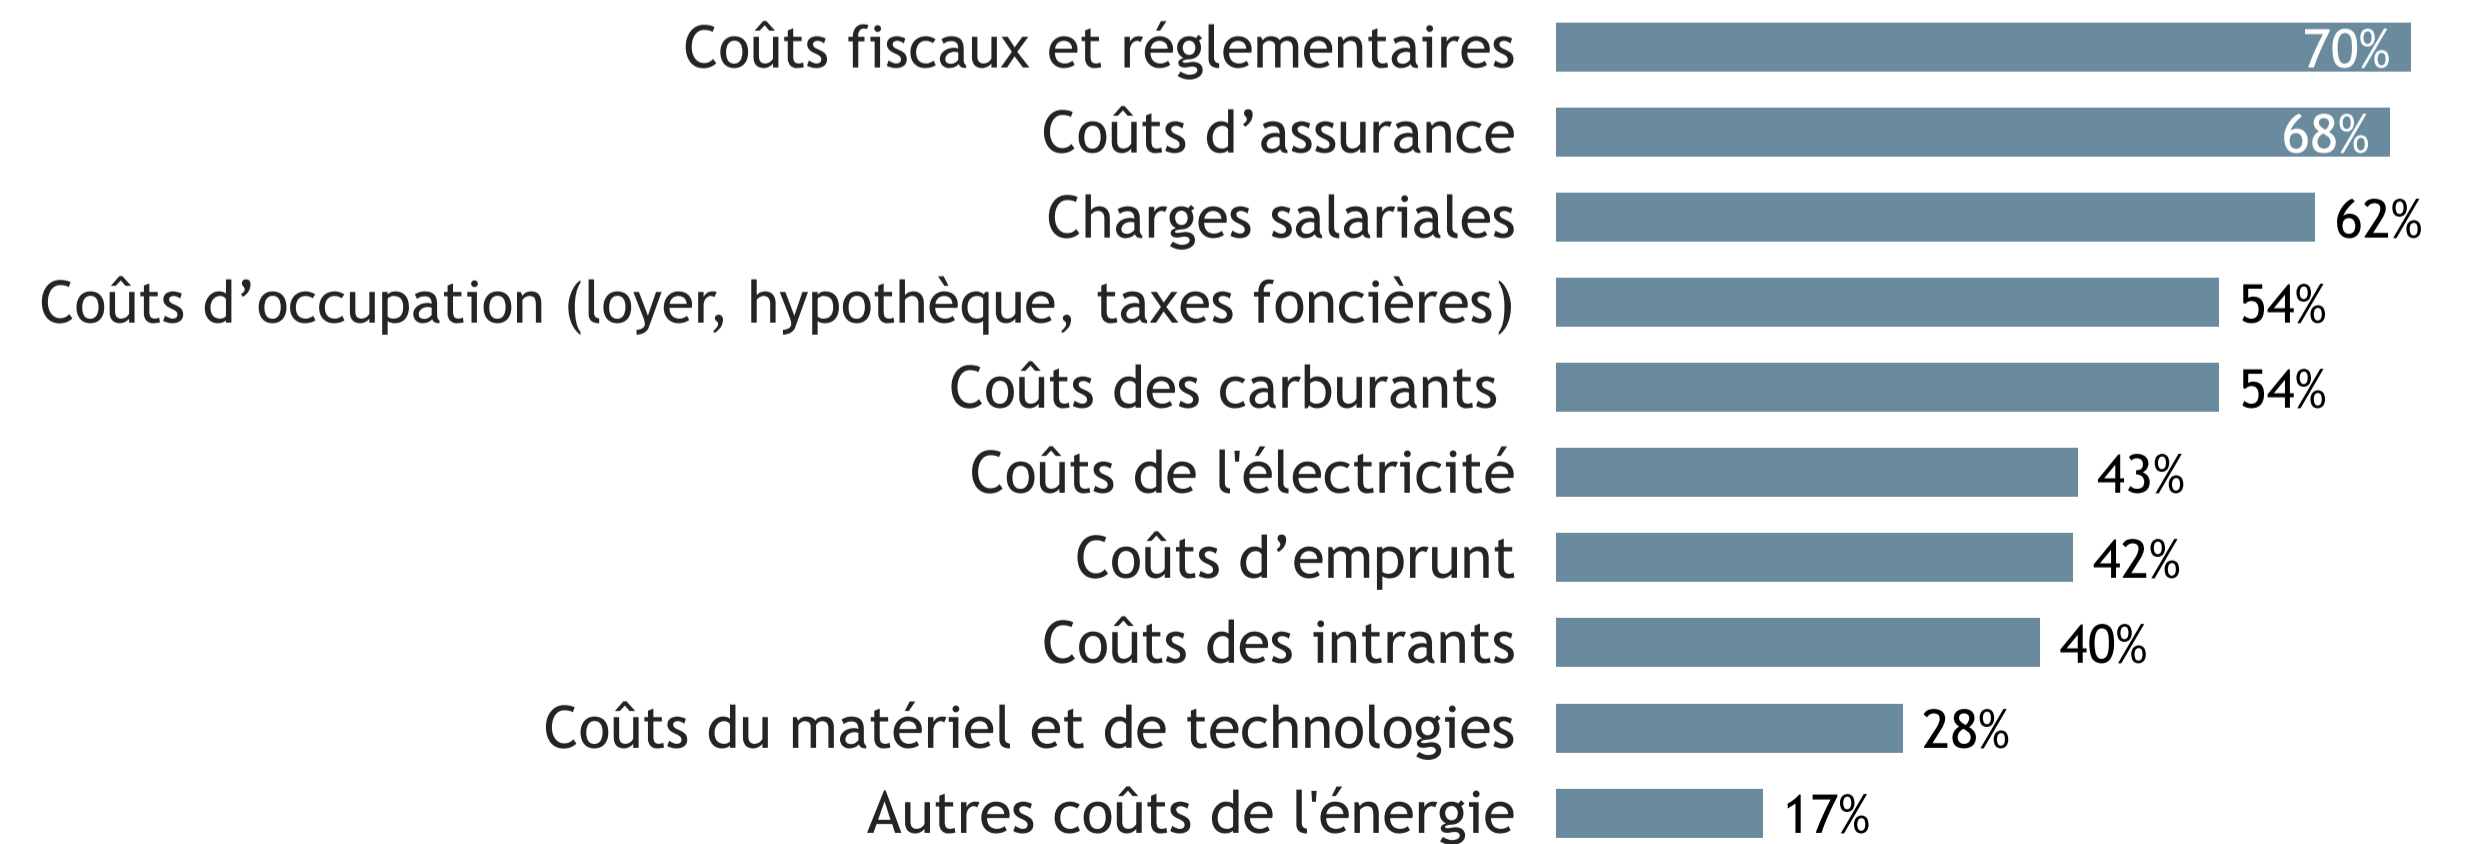 Coûts fiscaux et réglementaires 70%
Coûts d’assurance 68%
Charges salariales 62%
Coûts d’occupation (loyer, hypothèque, taxes foncières) 54%
Coûts des carburants 54%
Coûts de l'électricité 43%
Coûts d’emprunt 42%
Coûts des intrants 40%
Coûts du matériel et de technologies 28%
Autres coûts de l'énergie 17%